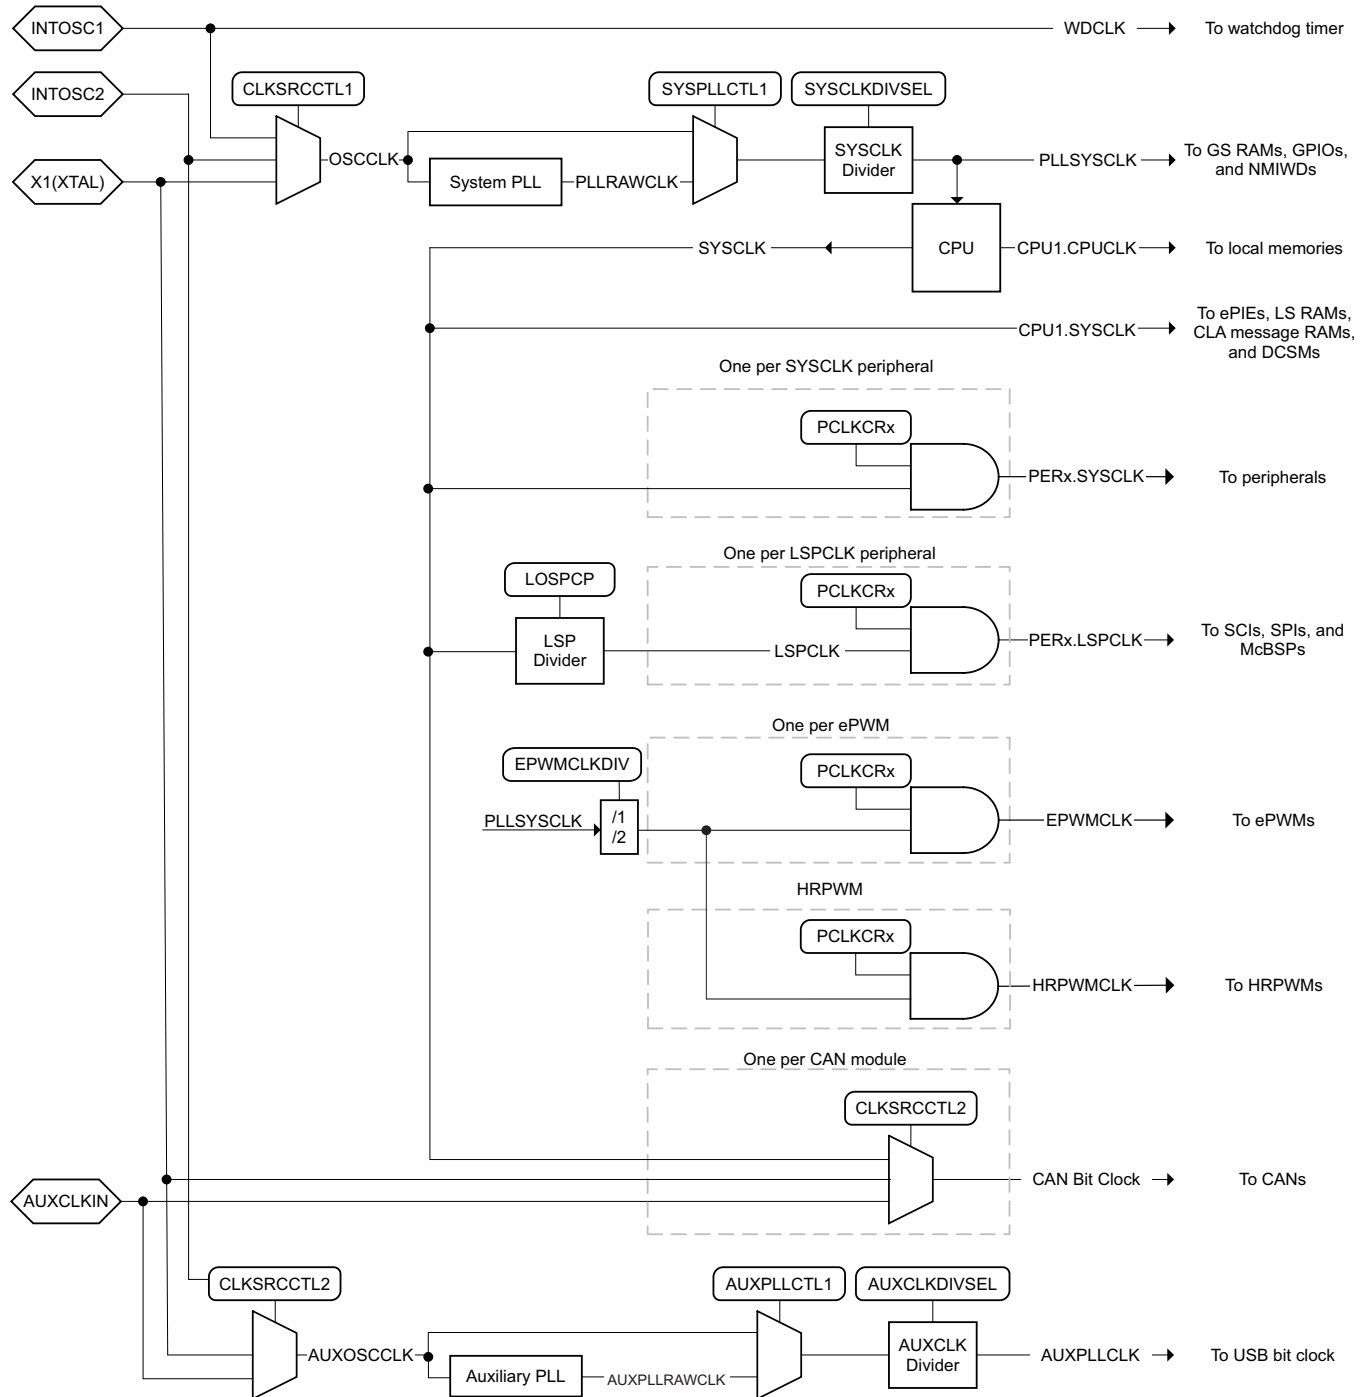 INTOSC1
WDCLK
To watchdog timer
INTOSC2
CLKSRCCTL1
SYSPLLCTL1
SYSCLKDIVSEL
X1(XTAL)
OSCCLK
System PLL
PLLRAWCLK
SYSCLK
Divider
PLLSYSCLK
To GS RAMs, GPIOs,
and NMIWDs
SYSCLK
CPU
CPU1.CPUCLK
To local memories
CPU1.SYSCLK
To ePIEs, LS RAMs,
CLA message RAMs,
and DCSMs
One per SYSCLK peripheral
PCLKCRx
PERx.SYSCLK
To peripherals
One per LSPCLK peripheral
LOSPCP
PCLKCRx
LSP
Divider
LSPCLK
PERx.LSPCLK
To SCIs, SPIs, and
McBSPs
One per ePWM
EPWMCLKDIV
PCLKCRx
PLLSYSCLK
/1
/2
EPWMCLK
To ePWMs
HRPWM
PCLKCRx
HRPWMCLK
To HRPWMs
One per CAN module
CLKSRCCTL2
AUXCLKIN
CAN Bit Clock
To CANs
CLKSRCCTL2
AUXPLLCTL1
AUXCLKDIVSEL
AUXOSCCLK
Auxiliary PLL
AUXPLLRAWCLK
AUXCLK
Divider
AUXPLLCLK
To USB bit clock